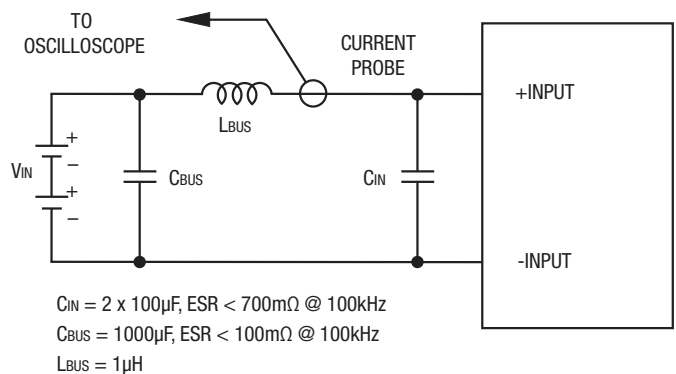 TO
OSCILLOSCOPE
CURRENT
PROBE
+INPUT
LBUS
VIN
+
−
+
−
CBUS
CIN
-INPUT
CIN = 2 x 100µF, ESR < 700mΩ @ 100kHz
CBUS = 1000µF, ESR < 100mΩ @ 100kHz
LBUS = 1µH